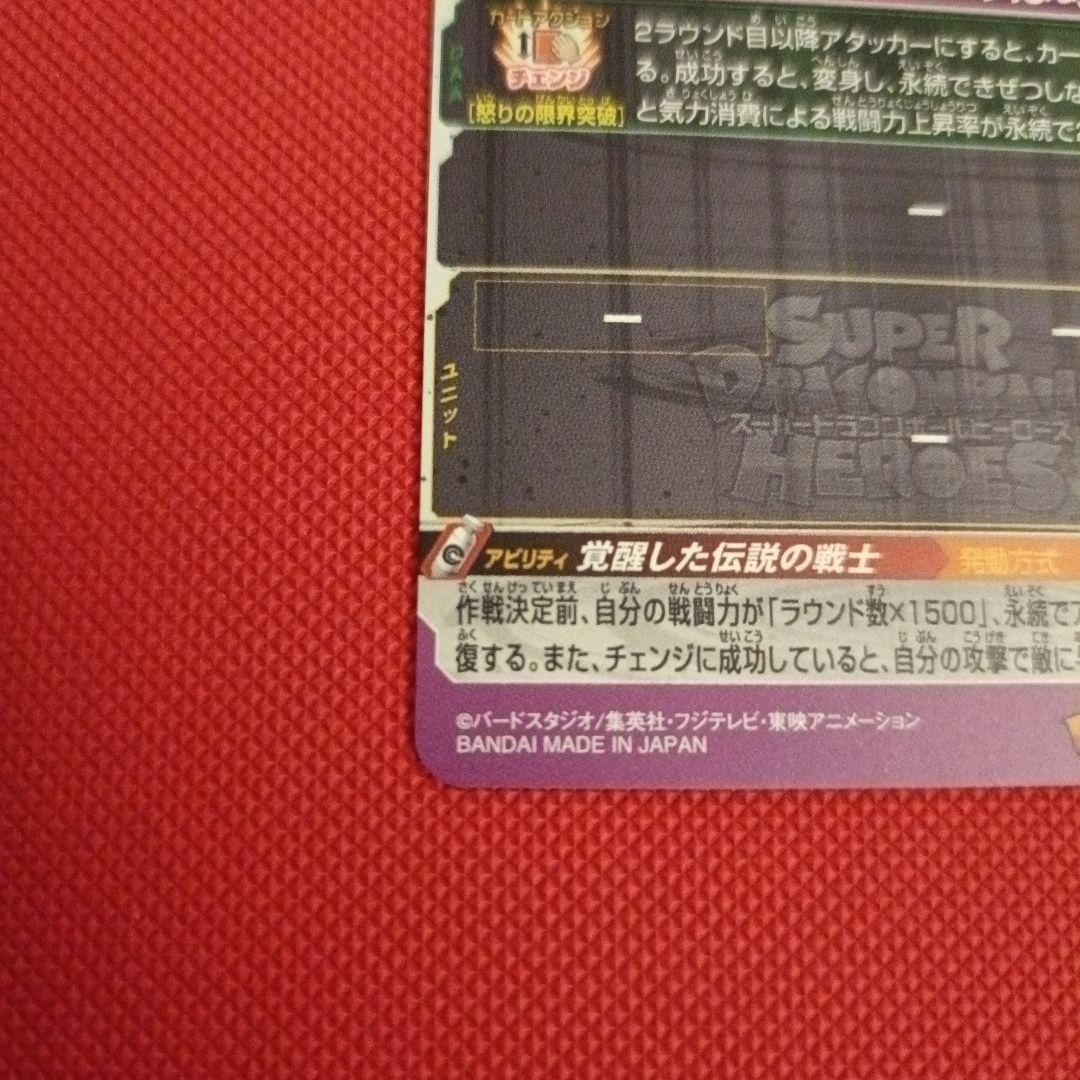 カードアクション
チェンジ
[怒りの限界突破]
2ラウンド目以降アタッカーにすると、カー
る。成功すると、変身し、永続できぜつしな
と気力消費による戦闘力上昇率が永続で
ユニット
SUPER
DRAGON BALL
スーパードラゴンボールヒーローズ
HEROES
アビリティ 覚醒した伝説の戦士 発動方式
作戦決定前、自分の戦闘力が「ラウンド数×1500」、永続で
復する。また、チェンジに成功していると、自分の攻撃で敵に
©バードスタジオ/集英社・フジテレビ・東映アニメーション
BANDAI MADE IN JAPAN